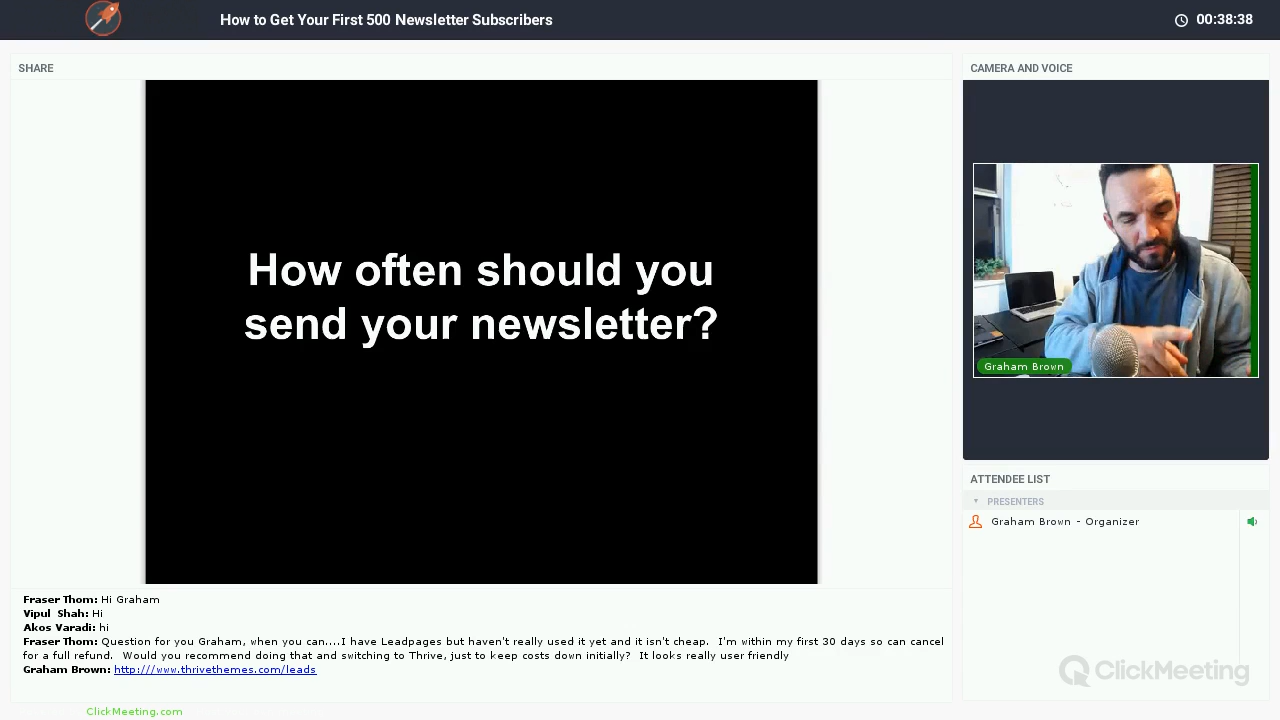 How to Get Your First 500 Newsletter Subscribers
00:38:38
SHARE
CAMERA AND VOICE
How often should you
send your newsletter?
Graham Brown
ATTENDEE LIST
PRESENTERS
Graham Brown - Organizer
Fraser Thom: Hi Graham
Vipul Shah: Hi
Akos Varadi: hi
Fraser Thom: Question for you Graham, when you can....I have Leadpages but haven't really used it yet and it isn't cheap. I'm within my first 30 days so can cancel
for a full refund. Would you recommend doing that and switching to Thrive, just to keep costs down initially? It looks really user friendly
Graham Brown: http:///www.thrivethemes.com/leads
ClickMeeting
ClickMeeting.com